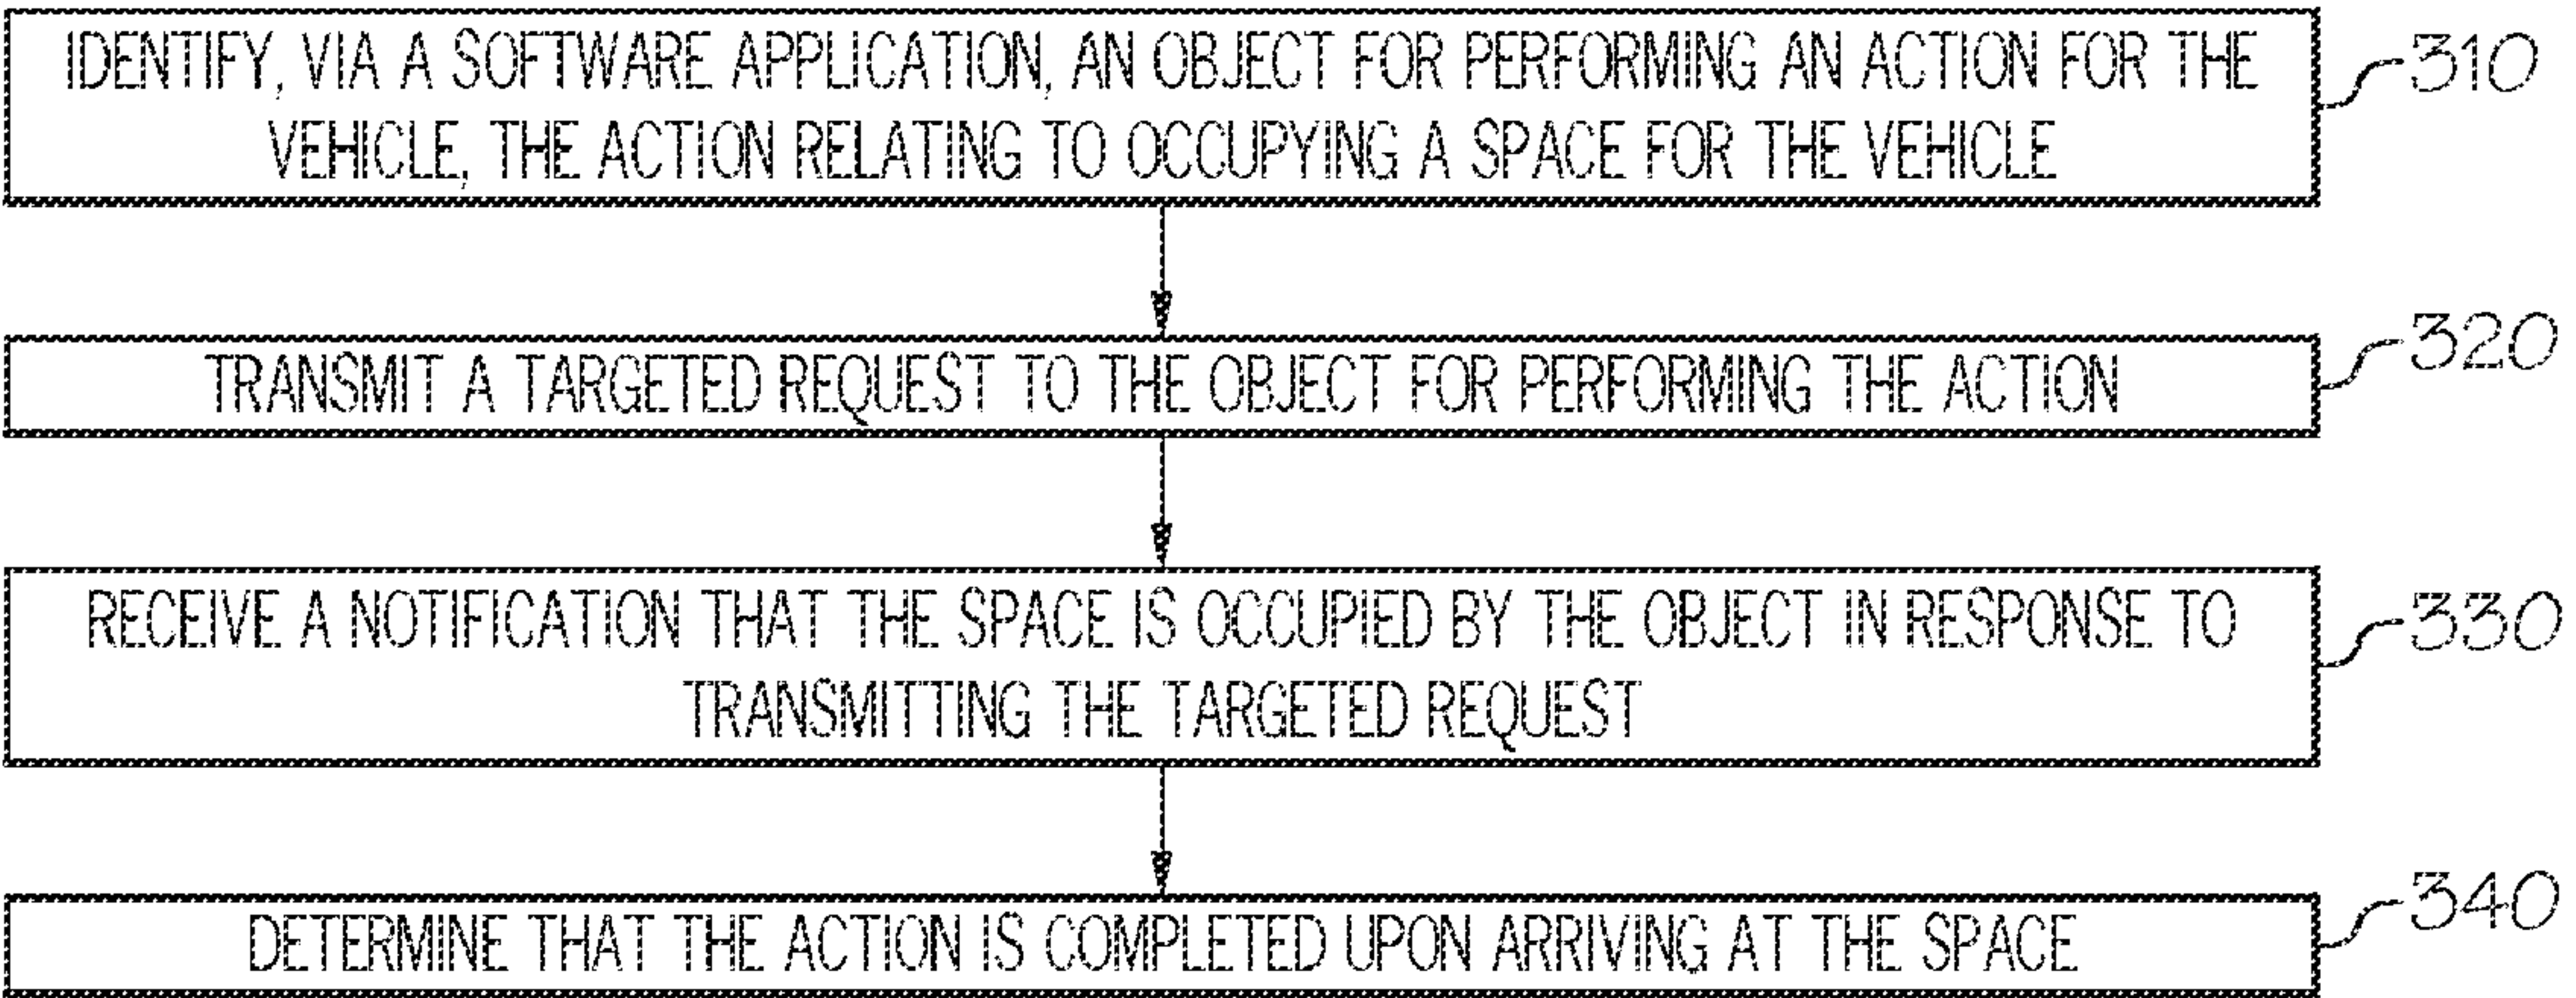 IDENTIFY, VIA A SOFTWARE APPLICATION, AN OBJECT FOR PERFORMING AN ACTION FOR THE
VEHICLE, THE ACTION RELATING TO OCCUPYING A SPACE FOR THE VEHICLE
310
TRANSMIT A TARGETED REQUEST TO THE OBJECT FOR PERFORMING THE ACTION
320
RECEIVE A NOTIFICATION THAT THE SPACE IS OCCUPIED BY THE OBJECT IN RESPONSE TO
TRANSMITTING THE TARGETED REQUEST
330
DETERMINE THAT THE ACTION IS COMPLETED UPON ARRIVING AT THE SPACE
340